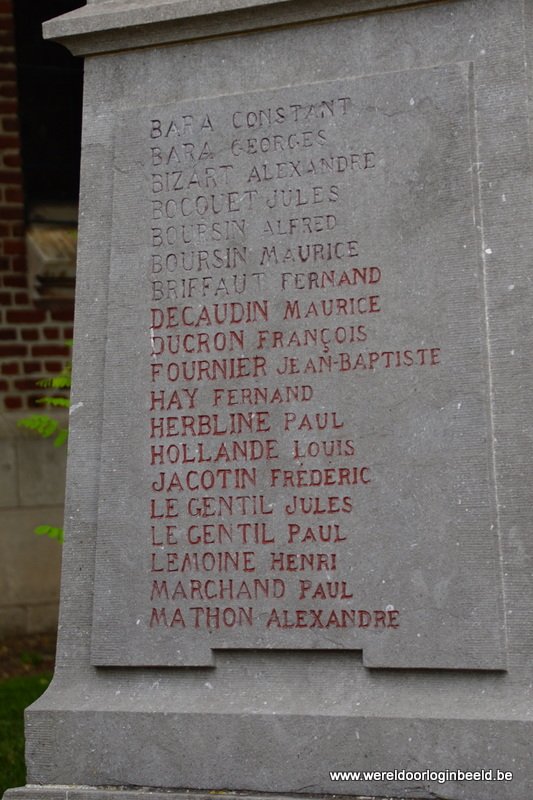 BARA CONSTANT
BARA GEORGES
BIZART ALEXANDRE
BOCQUET JULES
BOURSIN ALFRED
BOURSIN MAURICE
BRIFFAUT FERNAND
DECAUDIN MAURICE
DUCRON FRANÇOIS
FOURNIER JEAN-BAPTISTE
HAY FERNAND
HERBLINE PAUL
HOLLANDE LOUIS
JACOTIN FRÉDÉRIC
LE GENTIL JULES
LE GENTIL PAUL
LEMOINE HENRI
MARCHAND PAUL
MATHON ALEXANDRE
www.wereldoorloginbeeld.be